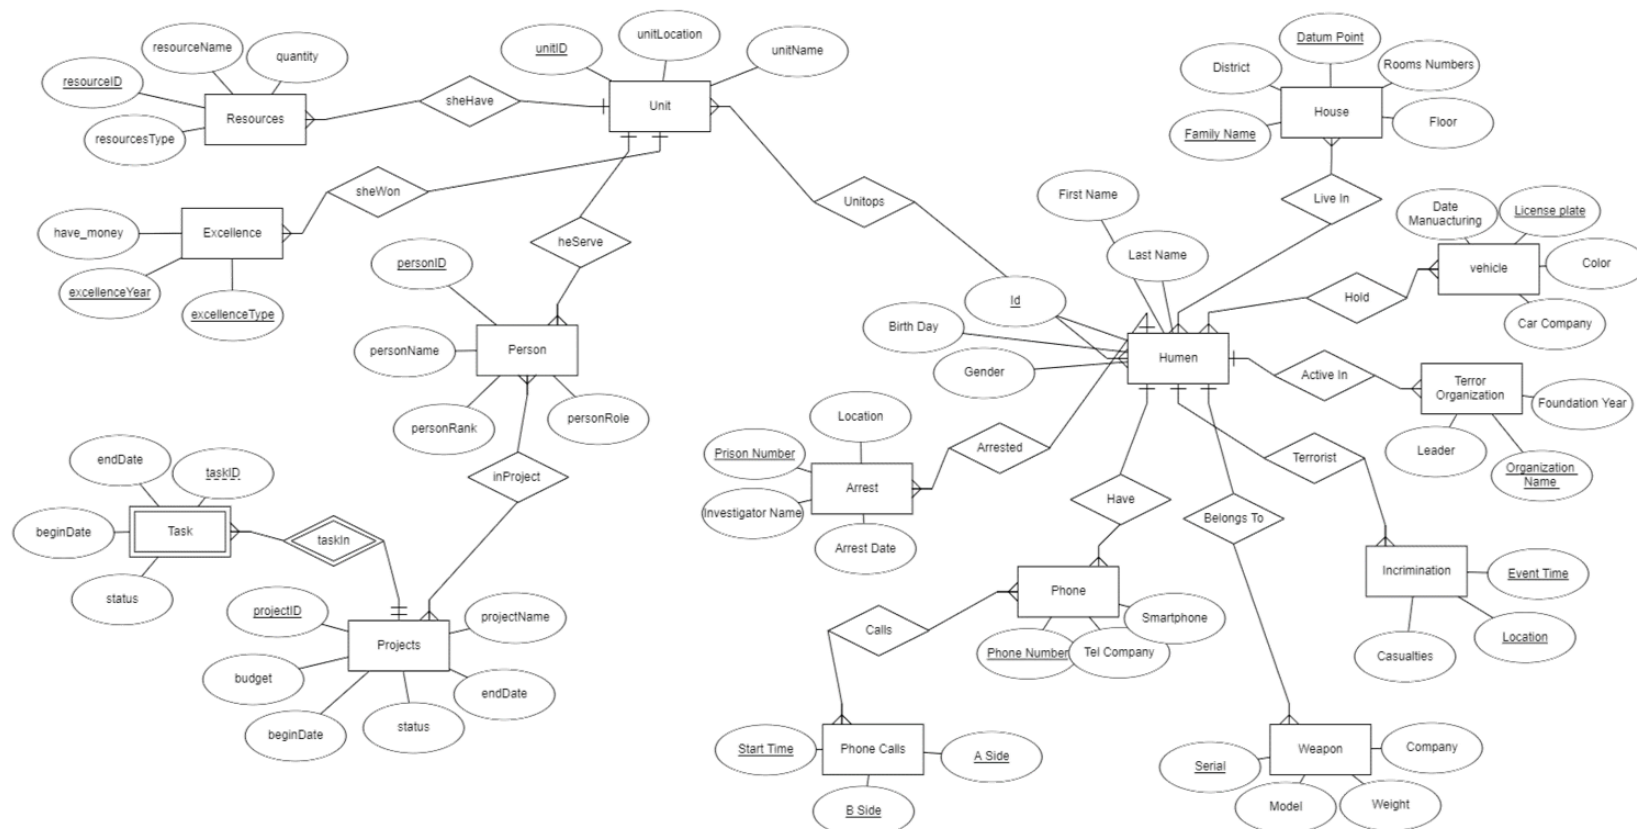 resourceName
quantity
resourceID
resourcesType
Resources
sheHave
unitID
unitLocation
unitName
Unit
sheWon
have_money
Excellence
excellenceYear
excellenceType
heServe
personID
personName
Person
personRank
personRole
inProject
endDate
taskID
beginDate
Task
status
taskIn
projectID
projectName
Projects
budget
endDate
beginDate
status
Unitops
Datum Point
District
Rooms Numbers
House
Family Name
Floor
Live In
First Name
Last Name
Id
Birth Day
Gender
Humen
Date
Manuacturing
License plate
vehicle
Color
Car Company
Hold
Active In
Terror
Organization
Foundation Year
Leader
Organization
Name
Location
Prison Number
Arrest
Investigator Name
Arrest Date
Arrested
Have
Terrorist
Belongs To
Incrimination
Event Time
Location
Casualties
Phone
Smartphone
Phone Number
Tel Company
Calls
Start Time
Phone Calls
A Side
B Side
Weapon
Company
Serial
Model
Weight